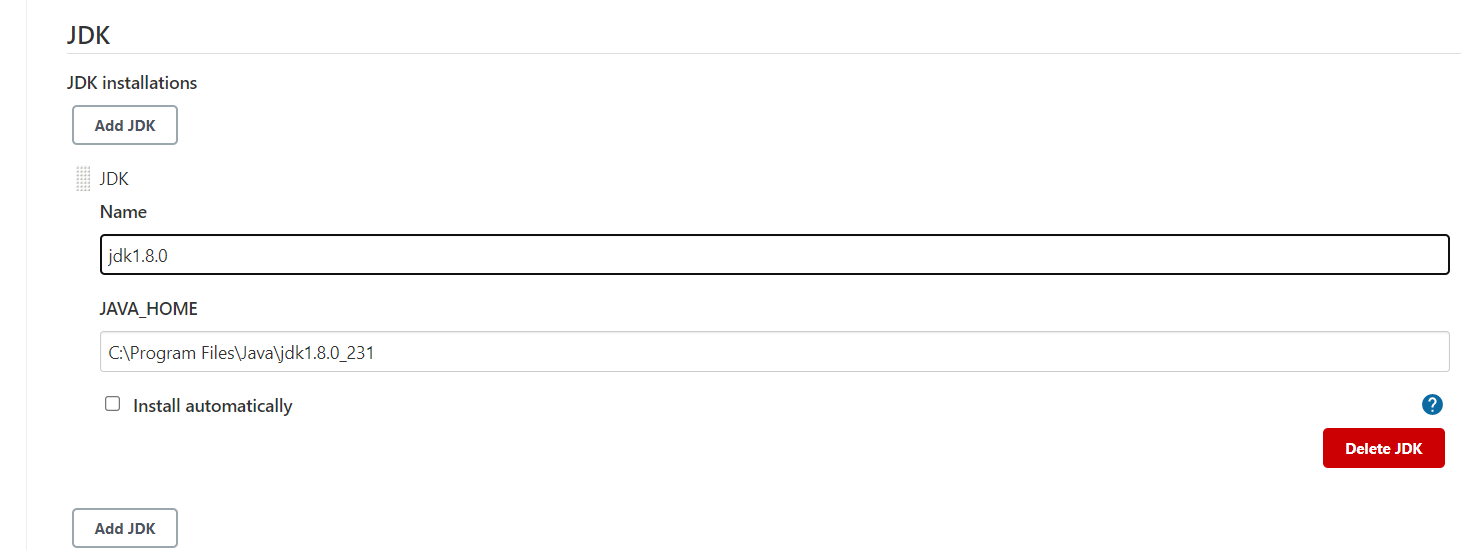 JDK
JDK installations
Add JDK
JDK
Name
jdk1.8.0
JAVA_HOME
C:\Program Files\Java\jdk1.8.0_231
Install automatically
?
Delete JDK
Add JDK